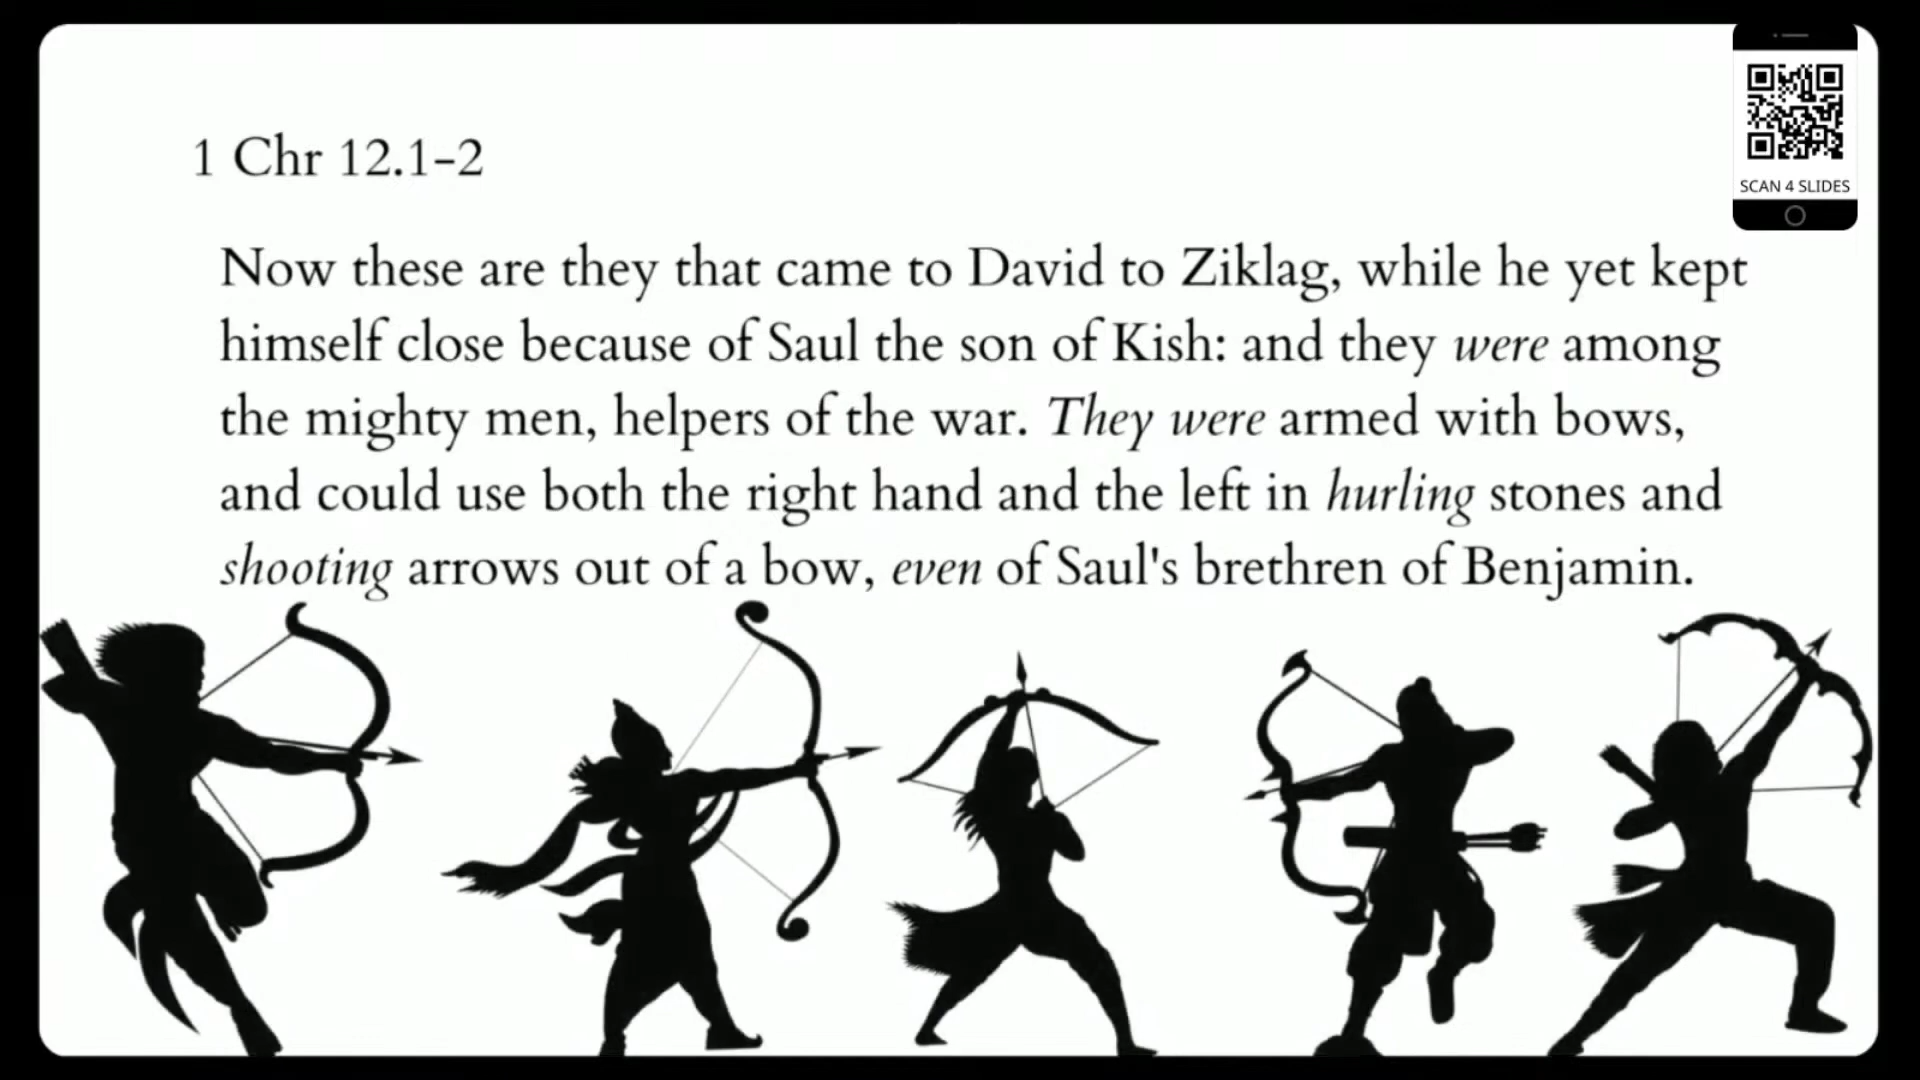 SCAN 4 SLIDES
1 Chr 12.1-2
Now these are they that came to David to Ziklag, while he yet kept
himself close because of Saul the son of Kish: and they were among
the mighty men, helpers of the war. They were armed with bows,
and could use both the right hand and the left in hurling stones and
shooting arrows out of a bow, even of Saul's brethren of Benjamin.